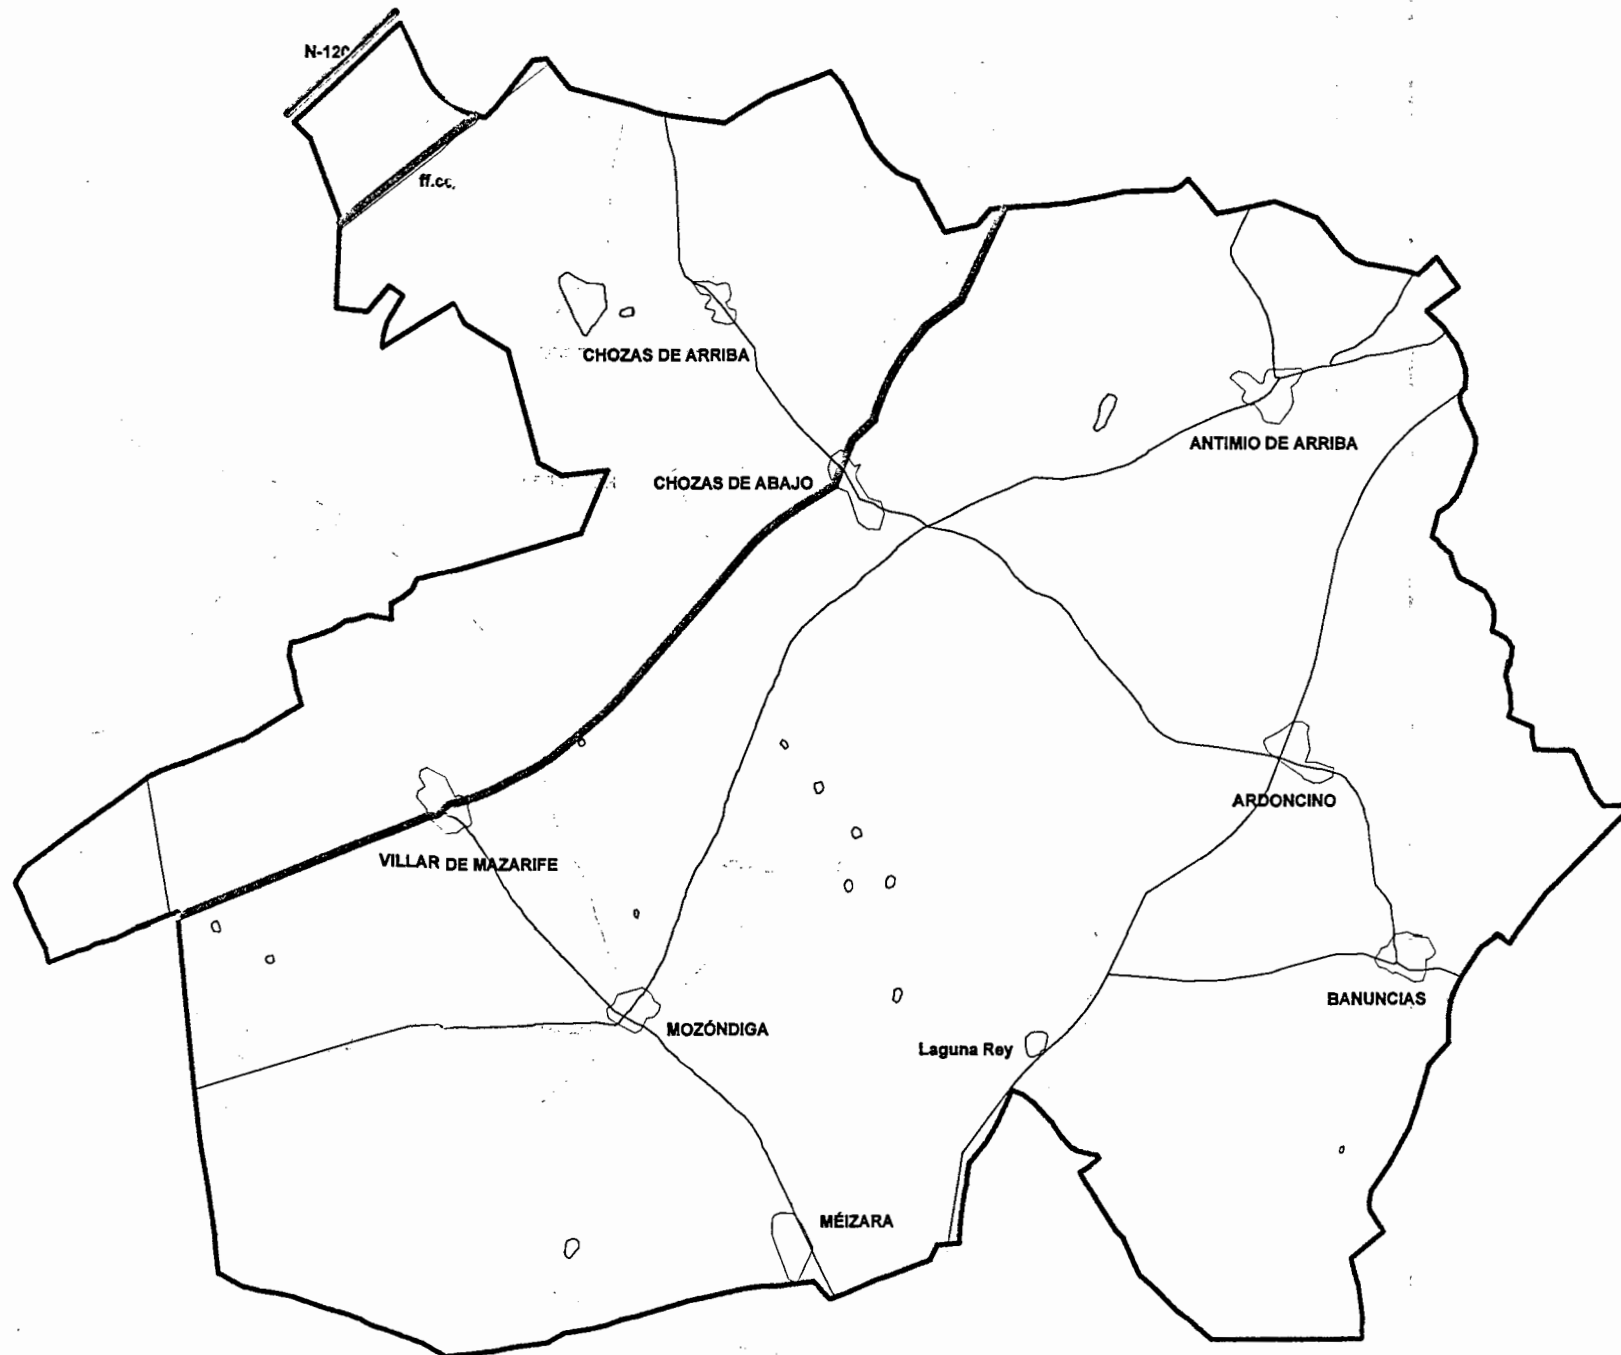 N-120
ff.cc.
CHOZAS DE ARRIBA
ANTIMIO DE ARRIBA
CHOZAS DE ABAJO
ARDONCINO
VILLAR DE MAZARIFE
BANUNCIAS
MOZÓNDIGA
Laguna Rey
MÉIZARA